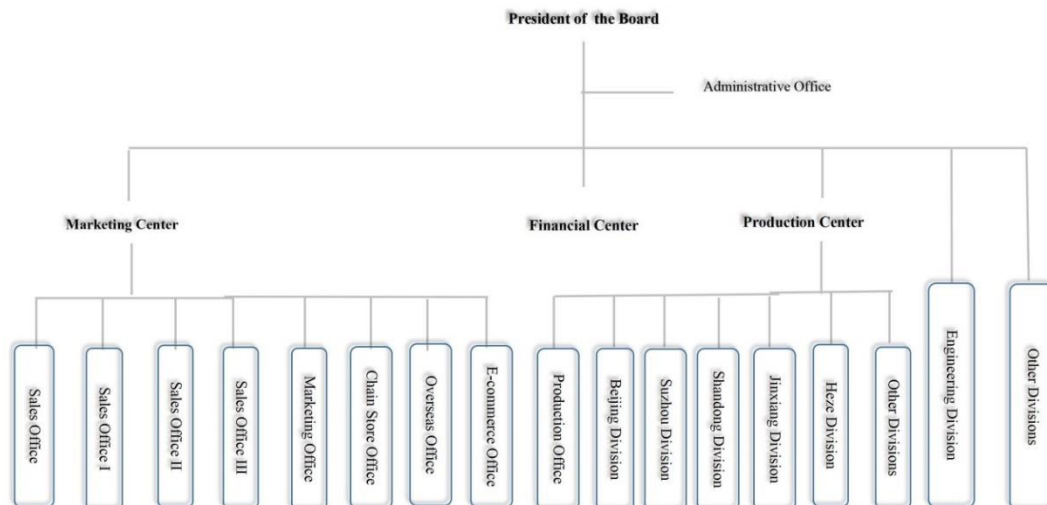 President of the Board
Administrative Office
Marketing Center
Financial Center
Production Center
Sales Office
Sales Office I
Sales Office II
Sales Office III
Marketing Office
Chain Store Office
Overseas Office
E-commerce Office
Production Office
Beijing Division
Suzhou Division
Shandong Division
Jinxiang Division
Heze Division
Other Divisions
Engineering Division
Other Divisions